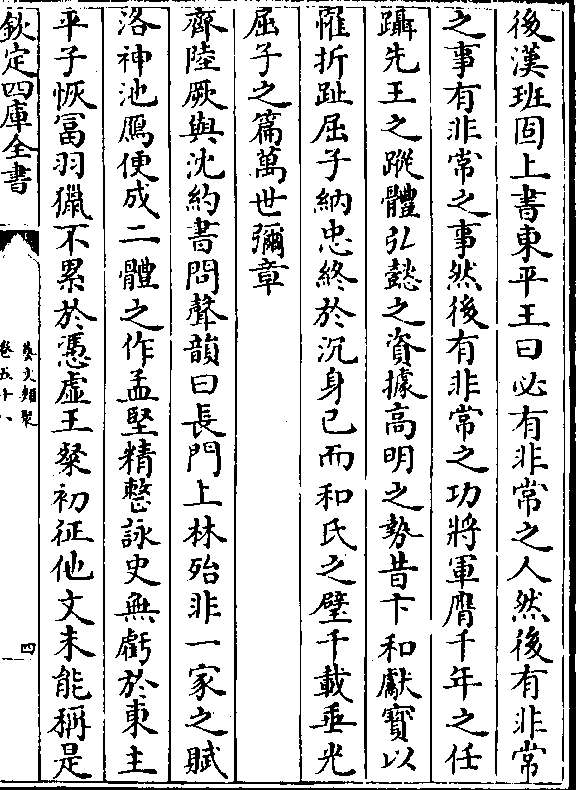 後漢班固上書東平王曰必有非常之人然後有非常
之事有非常之事然後有非常之功將軍膺千年之任
躡先王之蹤體弘懿之資據高明之勢昔卞和獻寶以
罹折趾屈子納忠終於沉身已而和氏之璧千載垂光
屈子之篇萬世彌章
齊陸厥與沈約書問聲韻曰長門上林殆非一家之賦
洛神池鴈便成二體之作孟堅精整詠史無虧於東主
平子恢富羽獵不累於憑虛王粲初征他文未能稱是
欽定四庫全書
藝文類聚
卷五十八
四